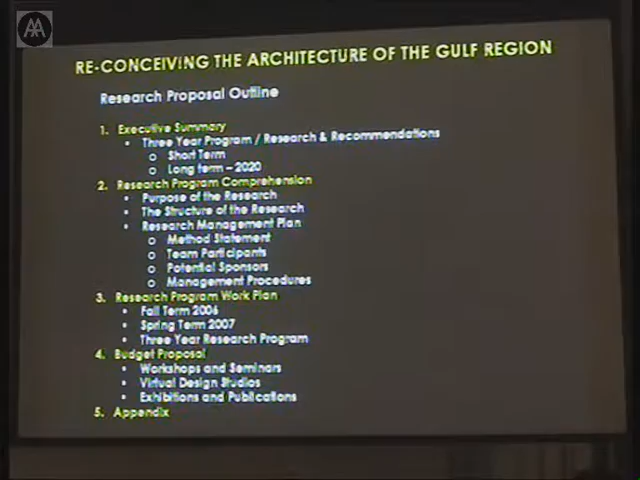 AA
RE-CONCEIVING THE ARCHITECTURE OF THE GULF REGION
Research Proposal Outline
1. Executive Summary
• Three Year Program / Research & Recommendations
o Short Term
o Long term – 2020
2. Research Program Comprehension
• Purpose of the Research
• The Structure of the Research
• Research Management Plan
o Method Statement
o Team Participants
o Potential Sponsors
o Management Procedures
3. Research Program Work Plan
• Fall Term 2006
• Spring Term 2007
• Three Year Research Program
4. Budget Proposal
• Workshops and Seminars
• Virtual Design Studios
• Exhibitions and Publications
5. Appendix